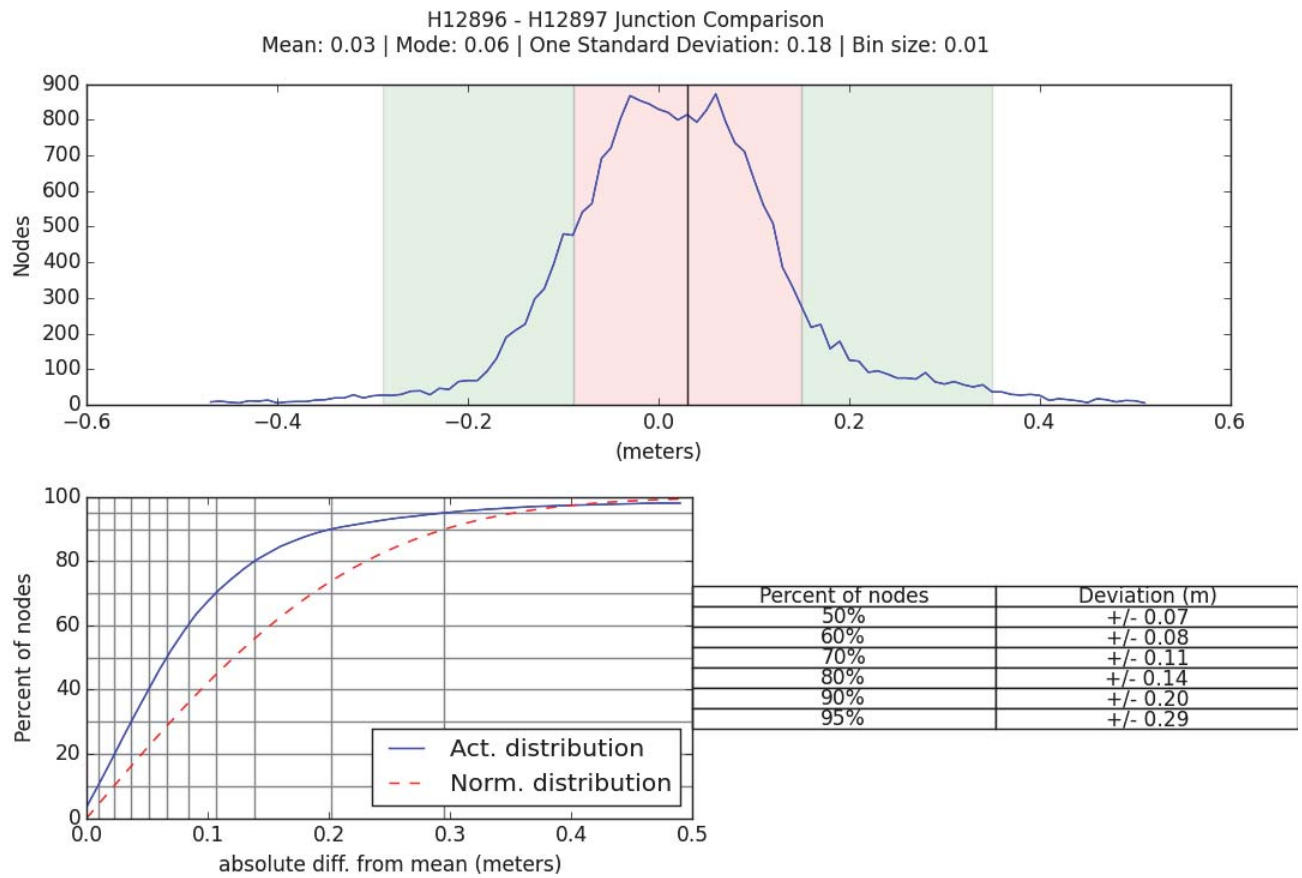 H12896 - H12897 Junction Comparison
Mean: 0.03 | Mode: 0.06 | One Standard Deviation: 0.18 | Bin size: 0.01
900
800
700
600
500
400
300
200
100
0
Nodes
−0.6 −0.4 −0.2 0.0 0.2 0.4 0.6
(meters)
100
80
60
40
20
0
Percent of nodes
Act. distribution
Norm. distribution
0.0 0.1 0.2 0.3 0.4 0.5
absolute diff. from mean (meters)
Percent of nodes Deviation (m)
50% +/- 0.07
60% +/- 0.08
70% +/- 0.11
80% +/- 0.14
90% +/- 0.20
95% +/- 0.29